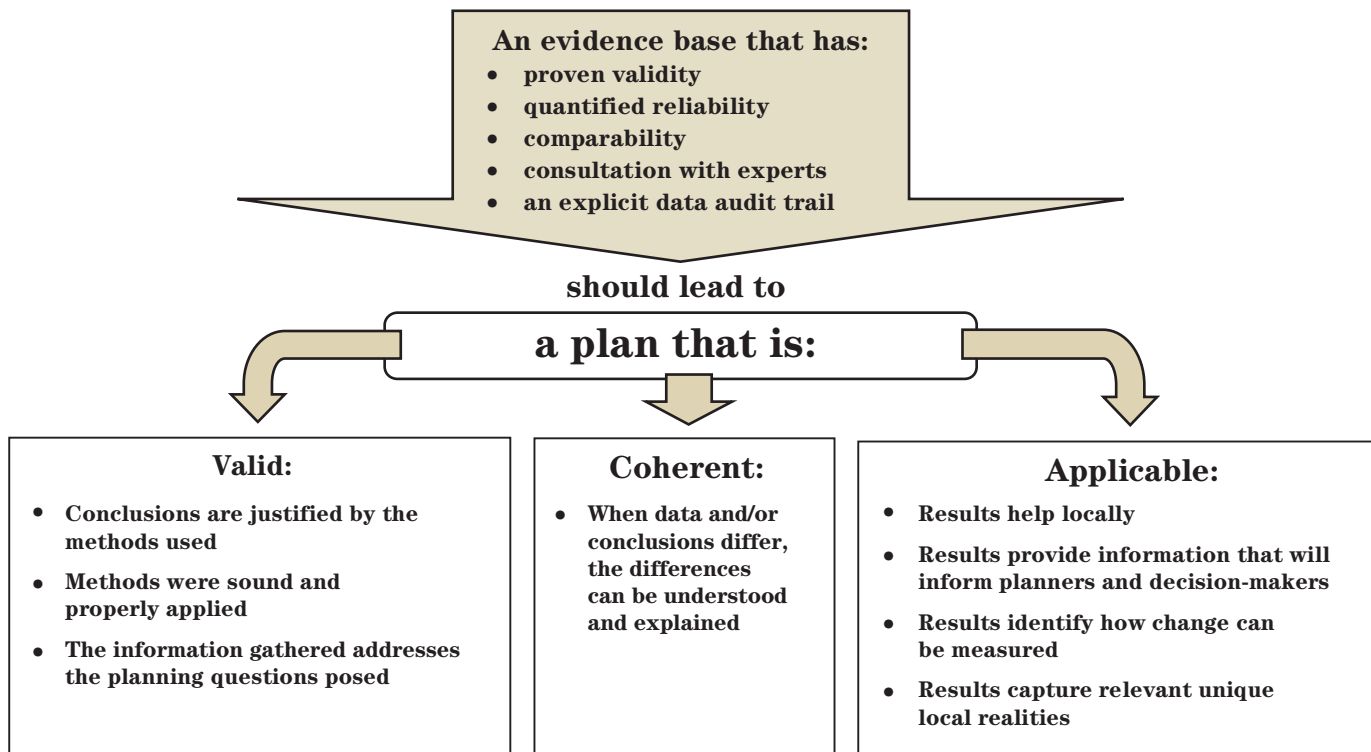 An evidence base that has:
• proven validity
• quantified reliability
• comparability
• consultation with experts
• an explicit data audit trail
should lead to
a plan that is:
Valid:
• Conclusions are justified by the
methods used
• Methods were sound and
properly applied
• The information gathered addresses
the planning questions posed
Coherent:
• When data and/or
conclusions differ,
the differences
can be understood
and explained
Applicable:
• Results help locally
• Results provide information that will
inform planners and decision-makers
• Results identify how change can
be measured
• Results capture relevant unique
local realities